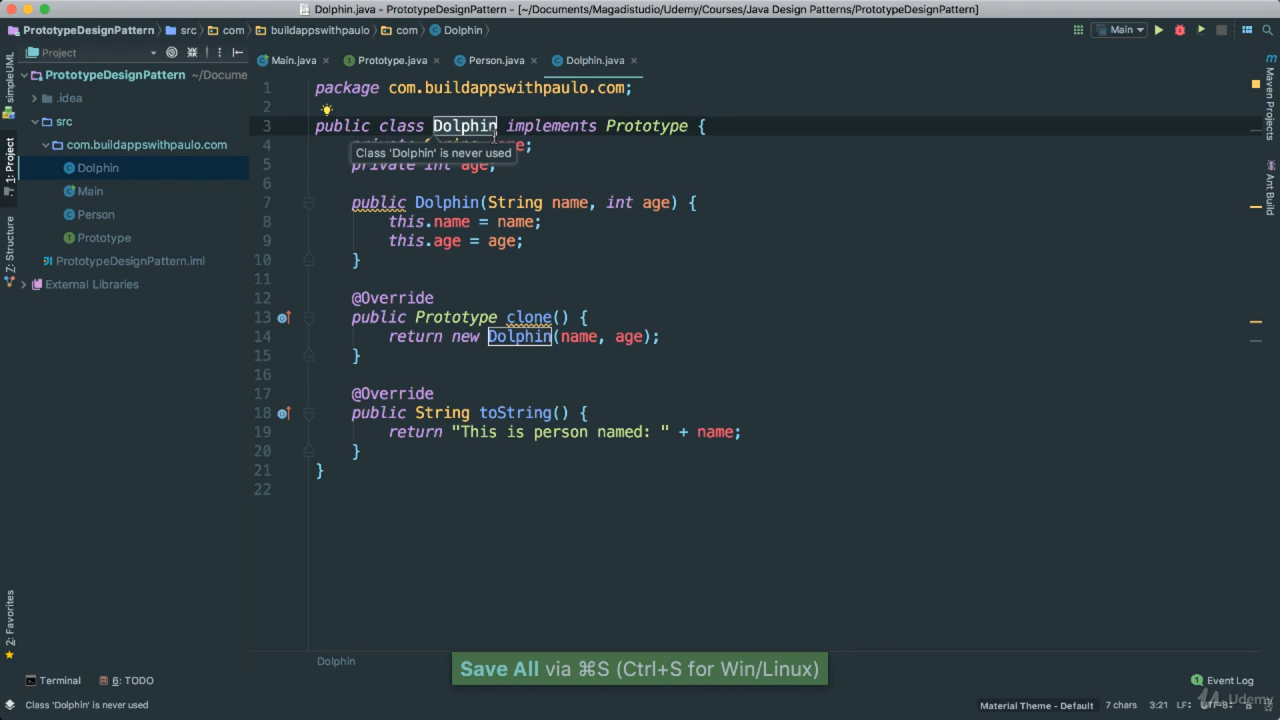 Dolphin.java - PrototypeDesignPattern - [~/Documents/Magadistudio/Udemy/Courses/Java Design Patterns/PrototypeDesignPattern]
PrototypeDesignPattern src com buildappswithpaulo com Dolphin Main
Project
Main.java Prototype.java Person.java Dolphin.java
PrototypeDesignPattern ~/Docume
.idea
src
com.buildappswithpaulo.com
Dolphin
Main
Person
Prototype
PrototypeDesignPattern.iml
External Libraries
simpleUML
1: Project
Z: Structure
2: Favorites
1 package com.buildappswithpaulo.com;
2
3 public class Dolphin implements Prototype {
4
Class 'Dolphin' is never used
5 private int age;
6
7 public Dolphin(String name, int age) {
8 this.name = name;
9 this.age = age;
10 }
11
12 @Override
13 public Prototype clone() {
14 return new Dolphin(name, age);
15 }
16
17 @Override
18 public String toString() {
19 return "This is person named: " + name;
20 }
21 }
22
Maven Projects
Ant Build
Dolphin
Save All via ⌘S (Ctrl+S for Win/Linux)
Terminal 6: TODO 1 Event Log
Class 'Dolphin' is never used Material Theme - Default 7 chars 3:21 LF÷ UTF-8÷
Udemy